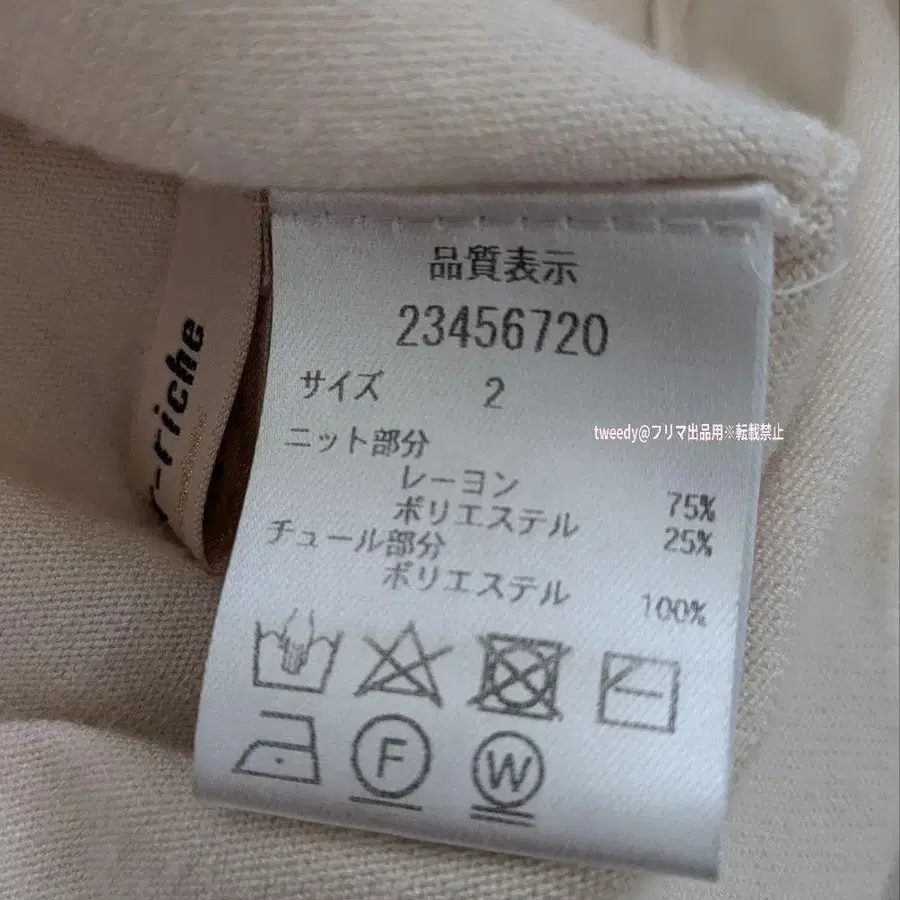 品質表示
23456720
サイズ 2
ニット部分
レーヨン 75%
ポリエステル 25%
チュール部分
ポリエステル 100%
F
W
r-riche
tweedy@フリマ出品用※転載禁止